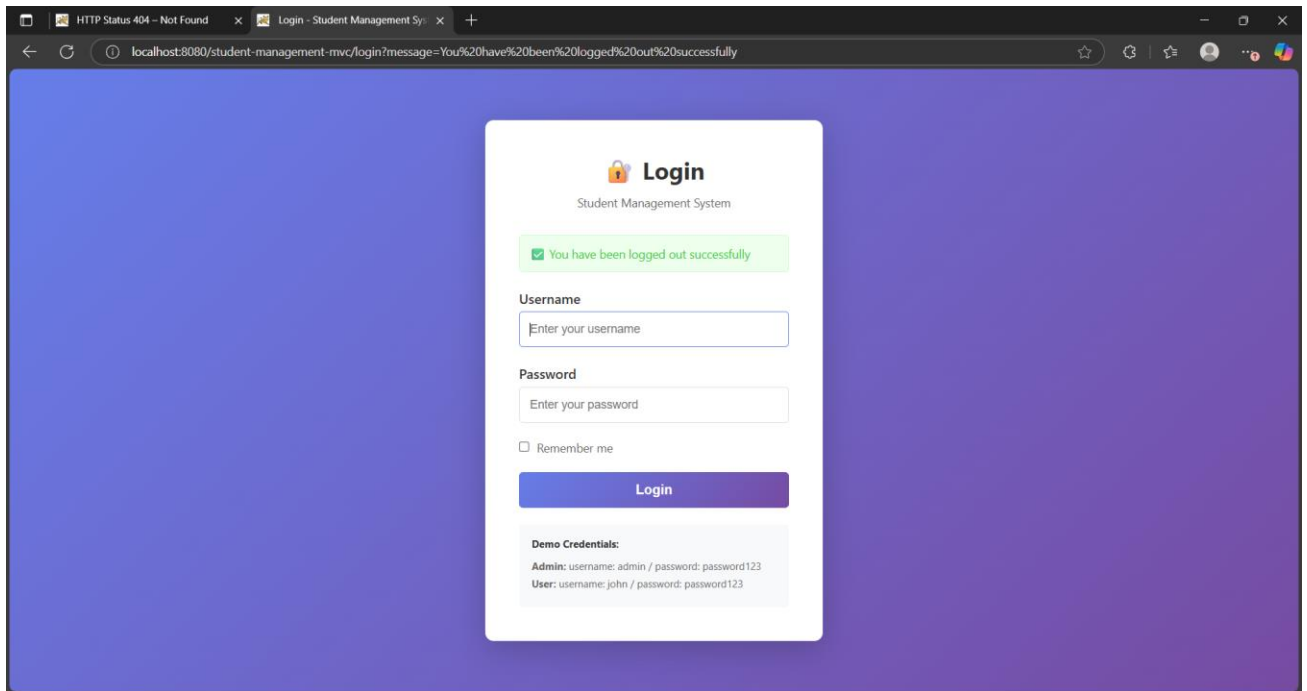 HTTP Status 404 – Not Found
Login - Student Management Sys
localhost:8080/student-management-mvc/login?message=You%20have%20been%20logged%20out%20successfully
Login
Student Management System
You have been logged out successfully
Username
Enter your username
Password
Enter your password
Remember me
Login
Demo Credentials:
Admin: username: admin / password: password123
User: username: john / password: password123